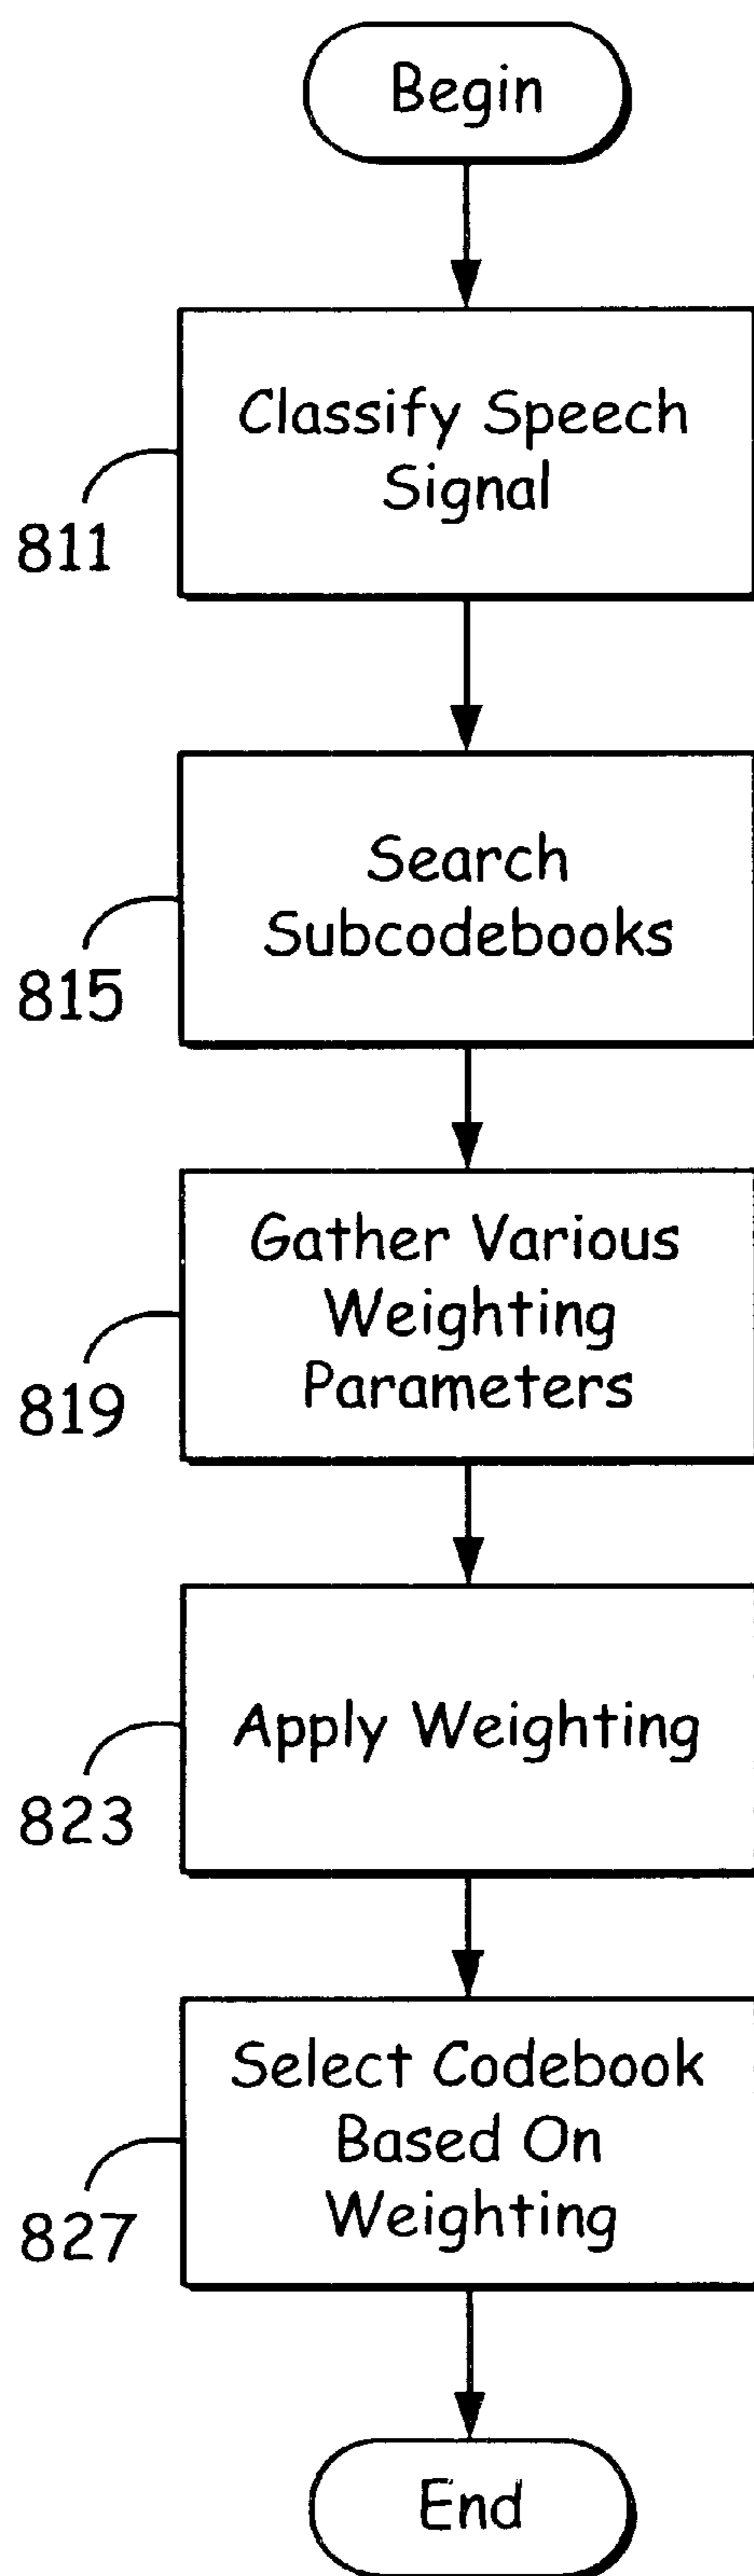 Begin
Classify Speech
Signal
811
Search
Subcodebooks
815
Gather Various
Weighting
Parameters
819
Apply Weighting
823
Select Codebook
Based On
Weighting
827
End